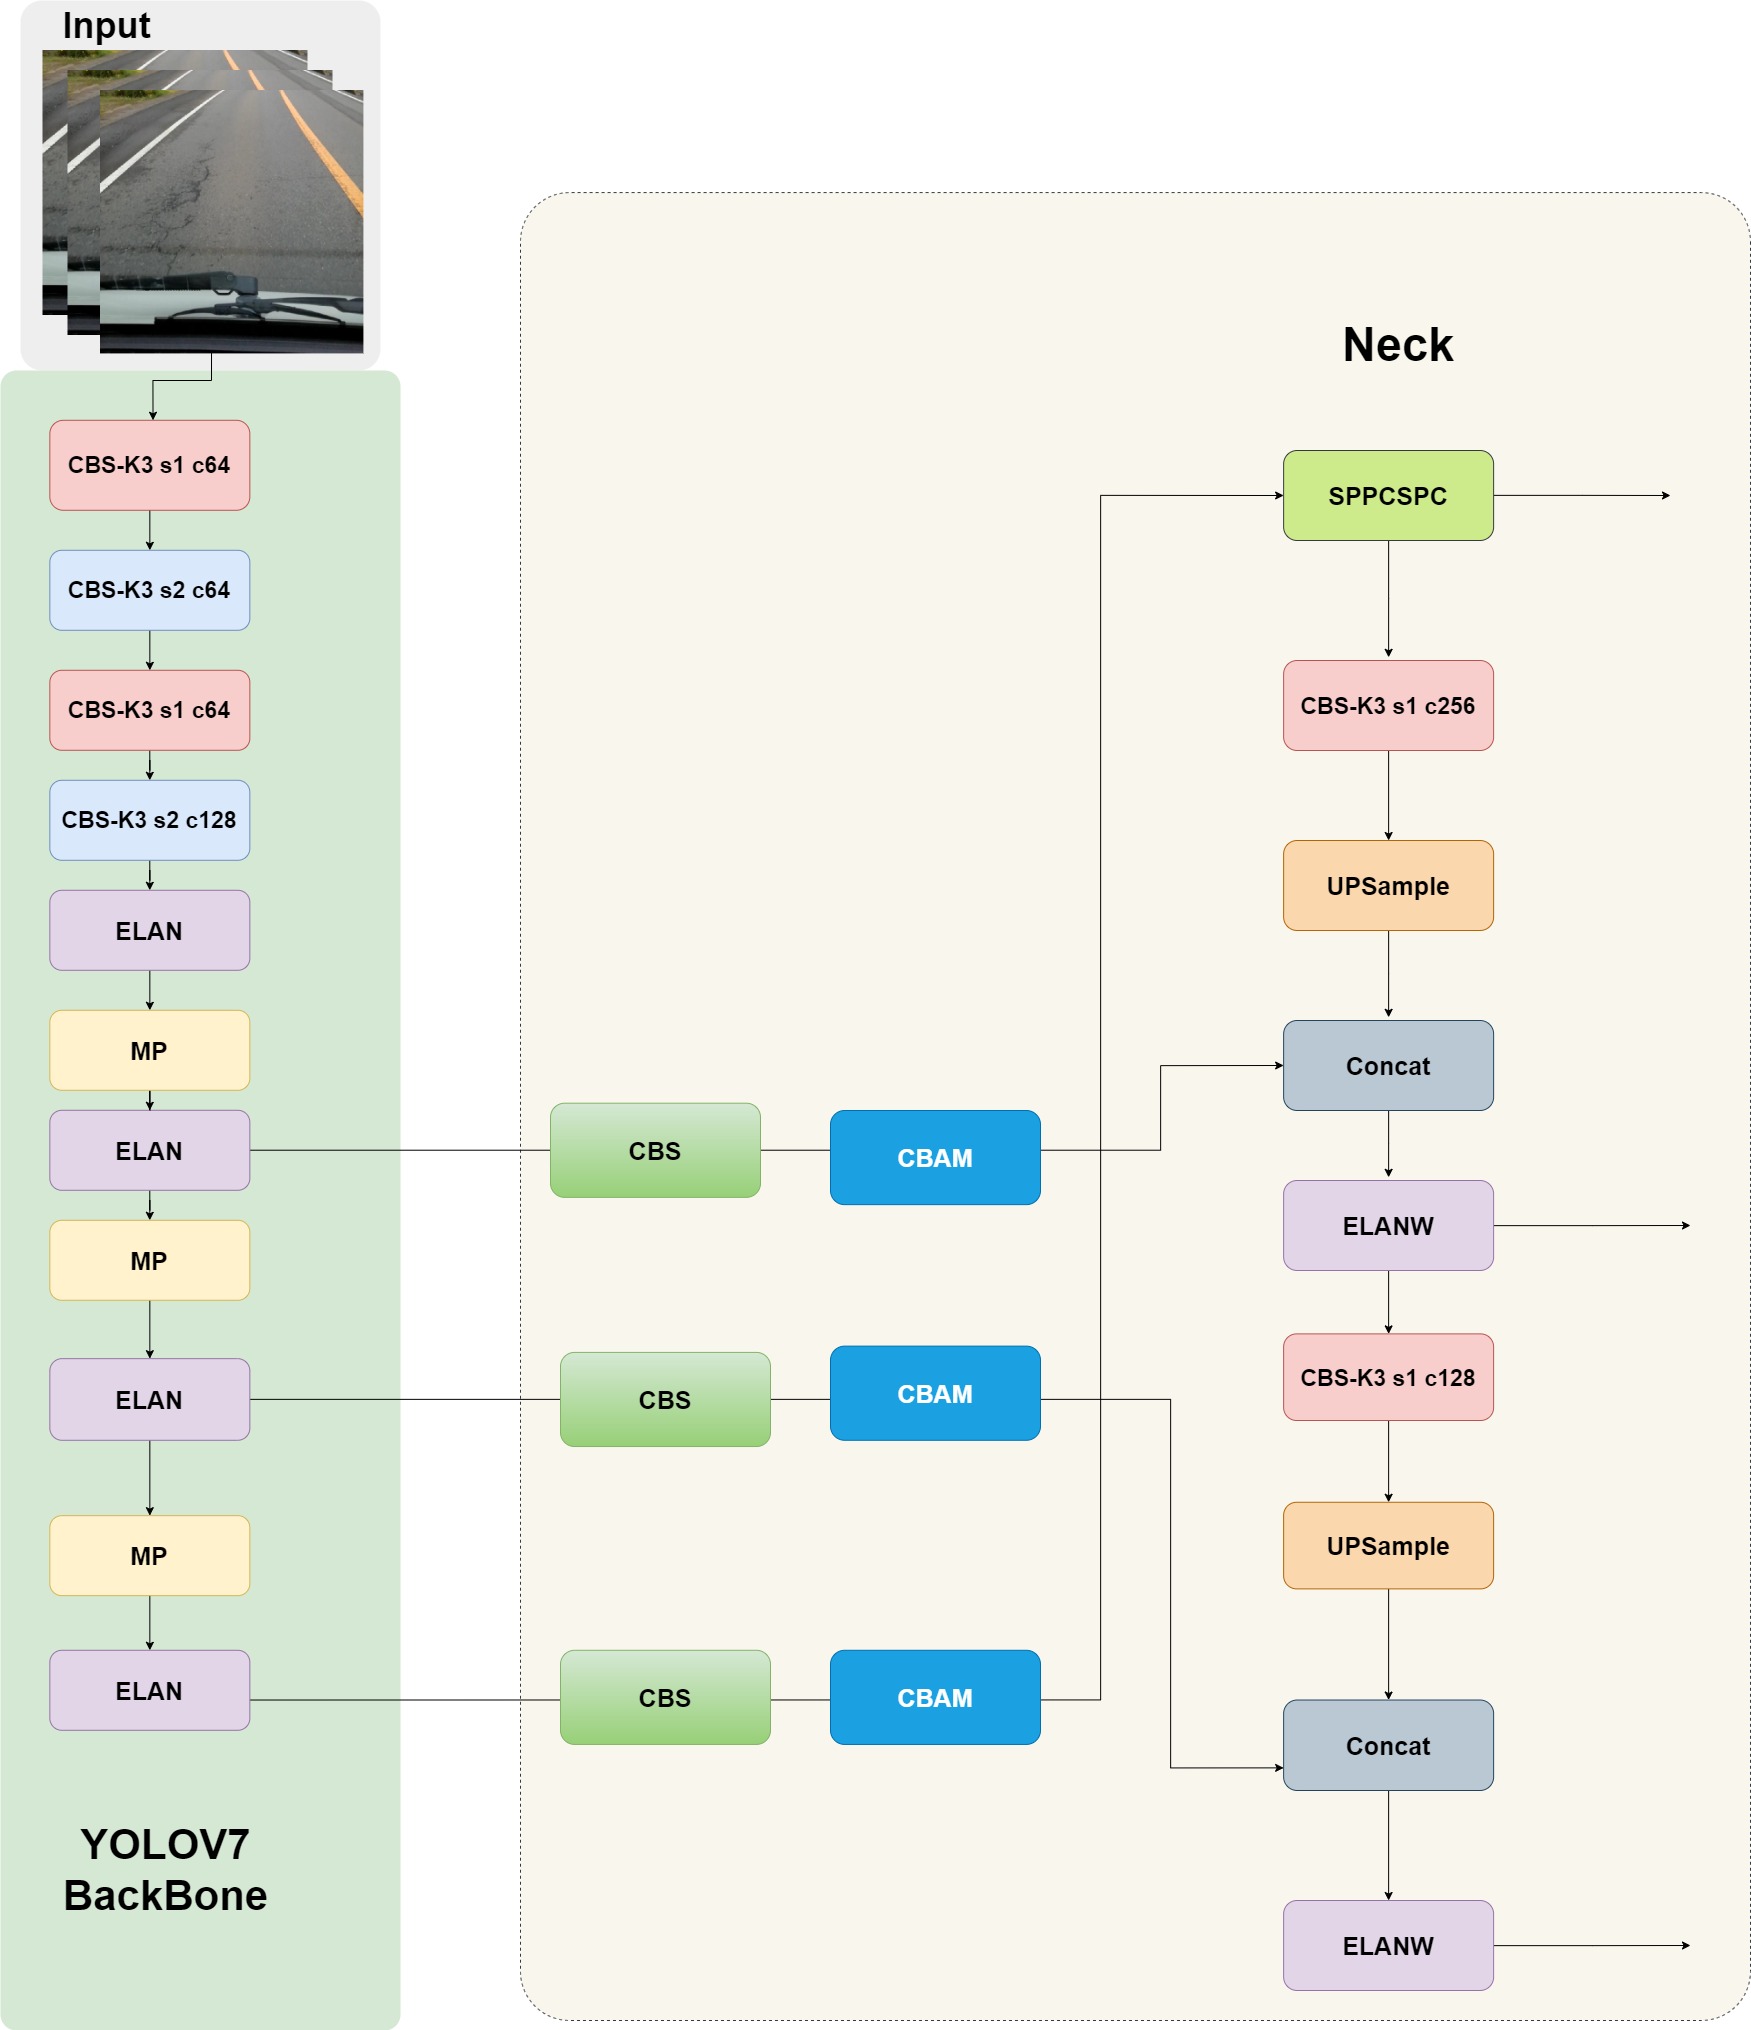 Input
CBS-K3 s1 c64
CBS-K3 s2 c64
CBS-K3 s1 c64
CBS-K3 s2 c128
ELAN
MP
ELAN
MP
ELAN
MP
ELAN
YOLOV7
BackBone
CBS
CBAM
CBS
CBAM
CBS
CBAM
Neck
SPPCSPC
CBS-K3 s1 c256
UPSample
Concat
ELANW
CBS-K3 s1 c128
UPSample
Concat
ELANW